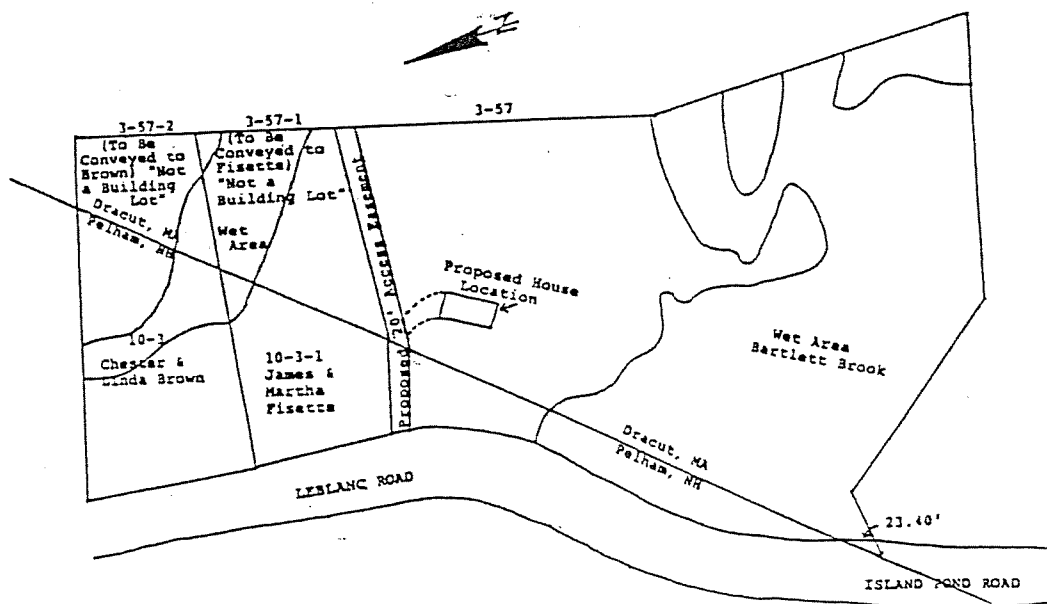 N
3-57-2
(To Be
Conveyed to
Brown) "Not
a Building
Lot"
3-57-1
(To Be
Conveyed to
Fisette)
"Not a
Building Lot"
3-57
Wet
Area
Dracut, MA
Pelham, NH
Proposed 20' Access Easement
Proposed House
Location
10-3
Chester &
Linda Brown
10-3-1
James &
Martha
Fisette
Wet Area
Bartlett Brook
Dracut, MA
Pelham, NH
LEBLANC ROAD
23.40'
ISLAND POND ROAD